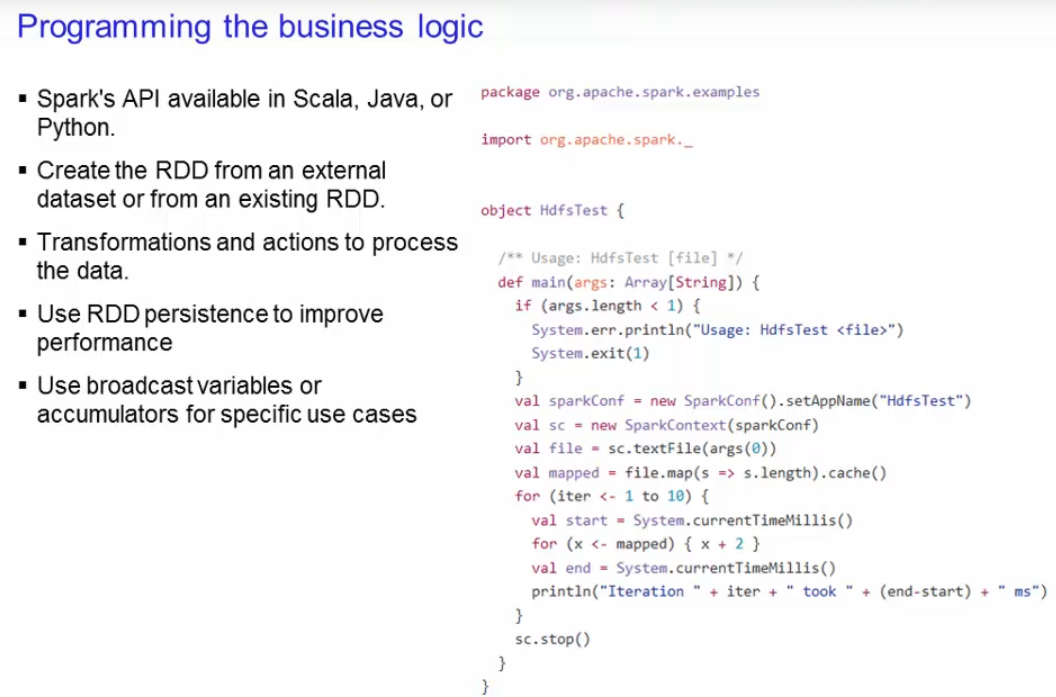 Programming the business logic
▪ Spark's API available in Scala, Java, or
Python.
▪ Create the RDD from an external
dataset or from an existing RDD.
▪ Transformations and actions to process
the data.
▪ Use RDD persistence to improve
performance
▪ Use broadcast variables or
accumulators for specific use cases
package org.apache.spark.examples
import org.apache.spark._
object HdfsTest {
  /** Usage: HdfsTest [file] */
  def main(args: Array[String]) {
    if (args.length < 1) {
      System.err.println("Usage: HdfsTest <file>")
      System.exit(1)
    }
    val sparkConf = new SparkConf().setAppName("HdfsTest")
    val sc = new SparkContext(sparkConf)
    val file = sc.textFile(args(0))
    val mapped = file.map(s => s.length).cache()
    for (iter <- 1 to 10) {
      val start = System.currentTimeMillis()
      for (x <- mapped) { x + 2 }
      val end = System.currentTimeMillis()
      println("Iteration " + iter + " took " + (end-start) + " ms")
    }
    sc.stop()
  }
}